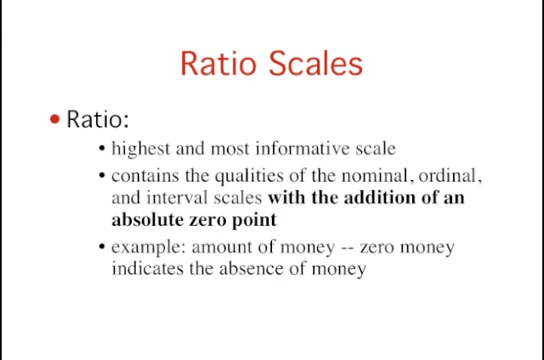 Ratio Scales
• Ratio:
• highest and most informative scale
• contains the qualities of the nominal, ordinal,
and interval scales with the addition of an
absolute zero point
• example: amount of money -- zero money
indicates the absence of money